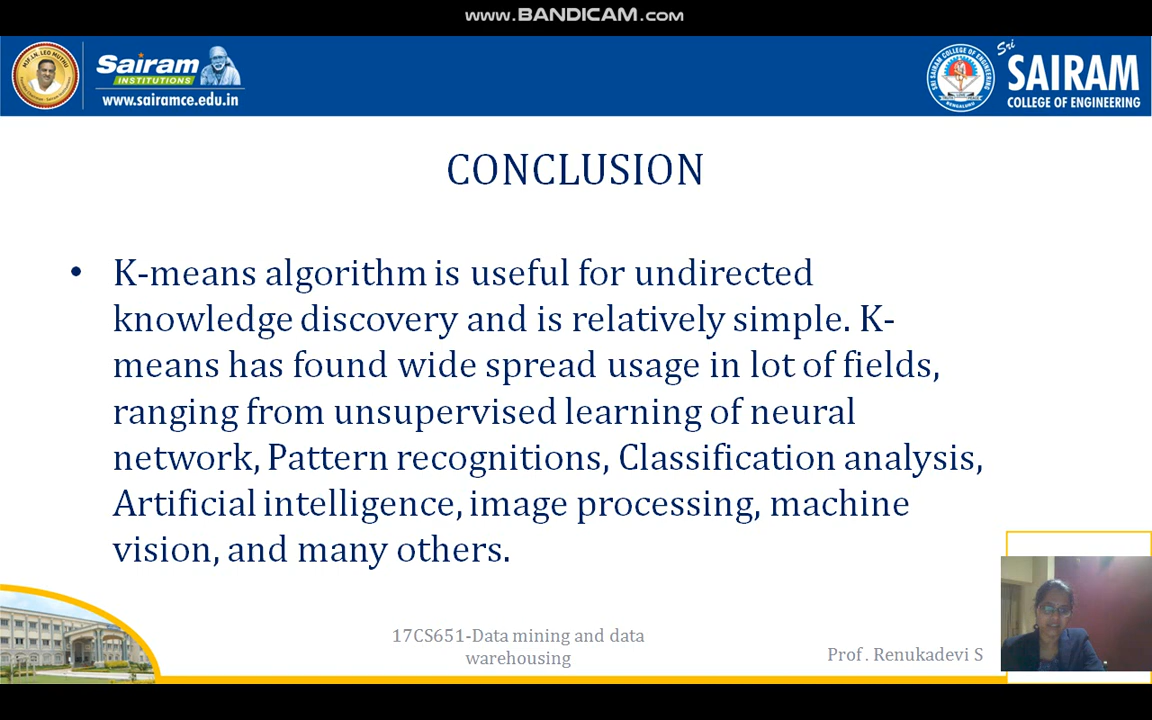 www.BANDICAM.com
Sairam
INSTITUTIONS
www.sairamce.edu.in
Sri
SAIRAM
COLLEGE OF ENGINEERING
CONCLUSION
• K-means algorithm is useful for undirected
knowledge discovery and is relatively simple. K-
means has found wide spread usage in lot of fields,
ranging from unsupervised learning of neural
network, Pattern recognitions, Classification analysis,
Artificial intelligence, image processing, machine
vision, and many others.
17CS651-Data mining and data
warehousing
Prof . Renukadevi S